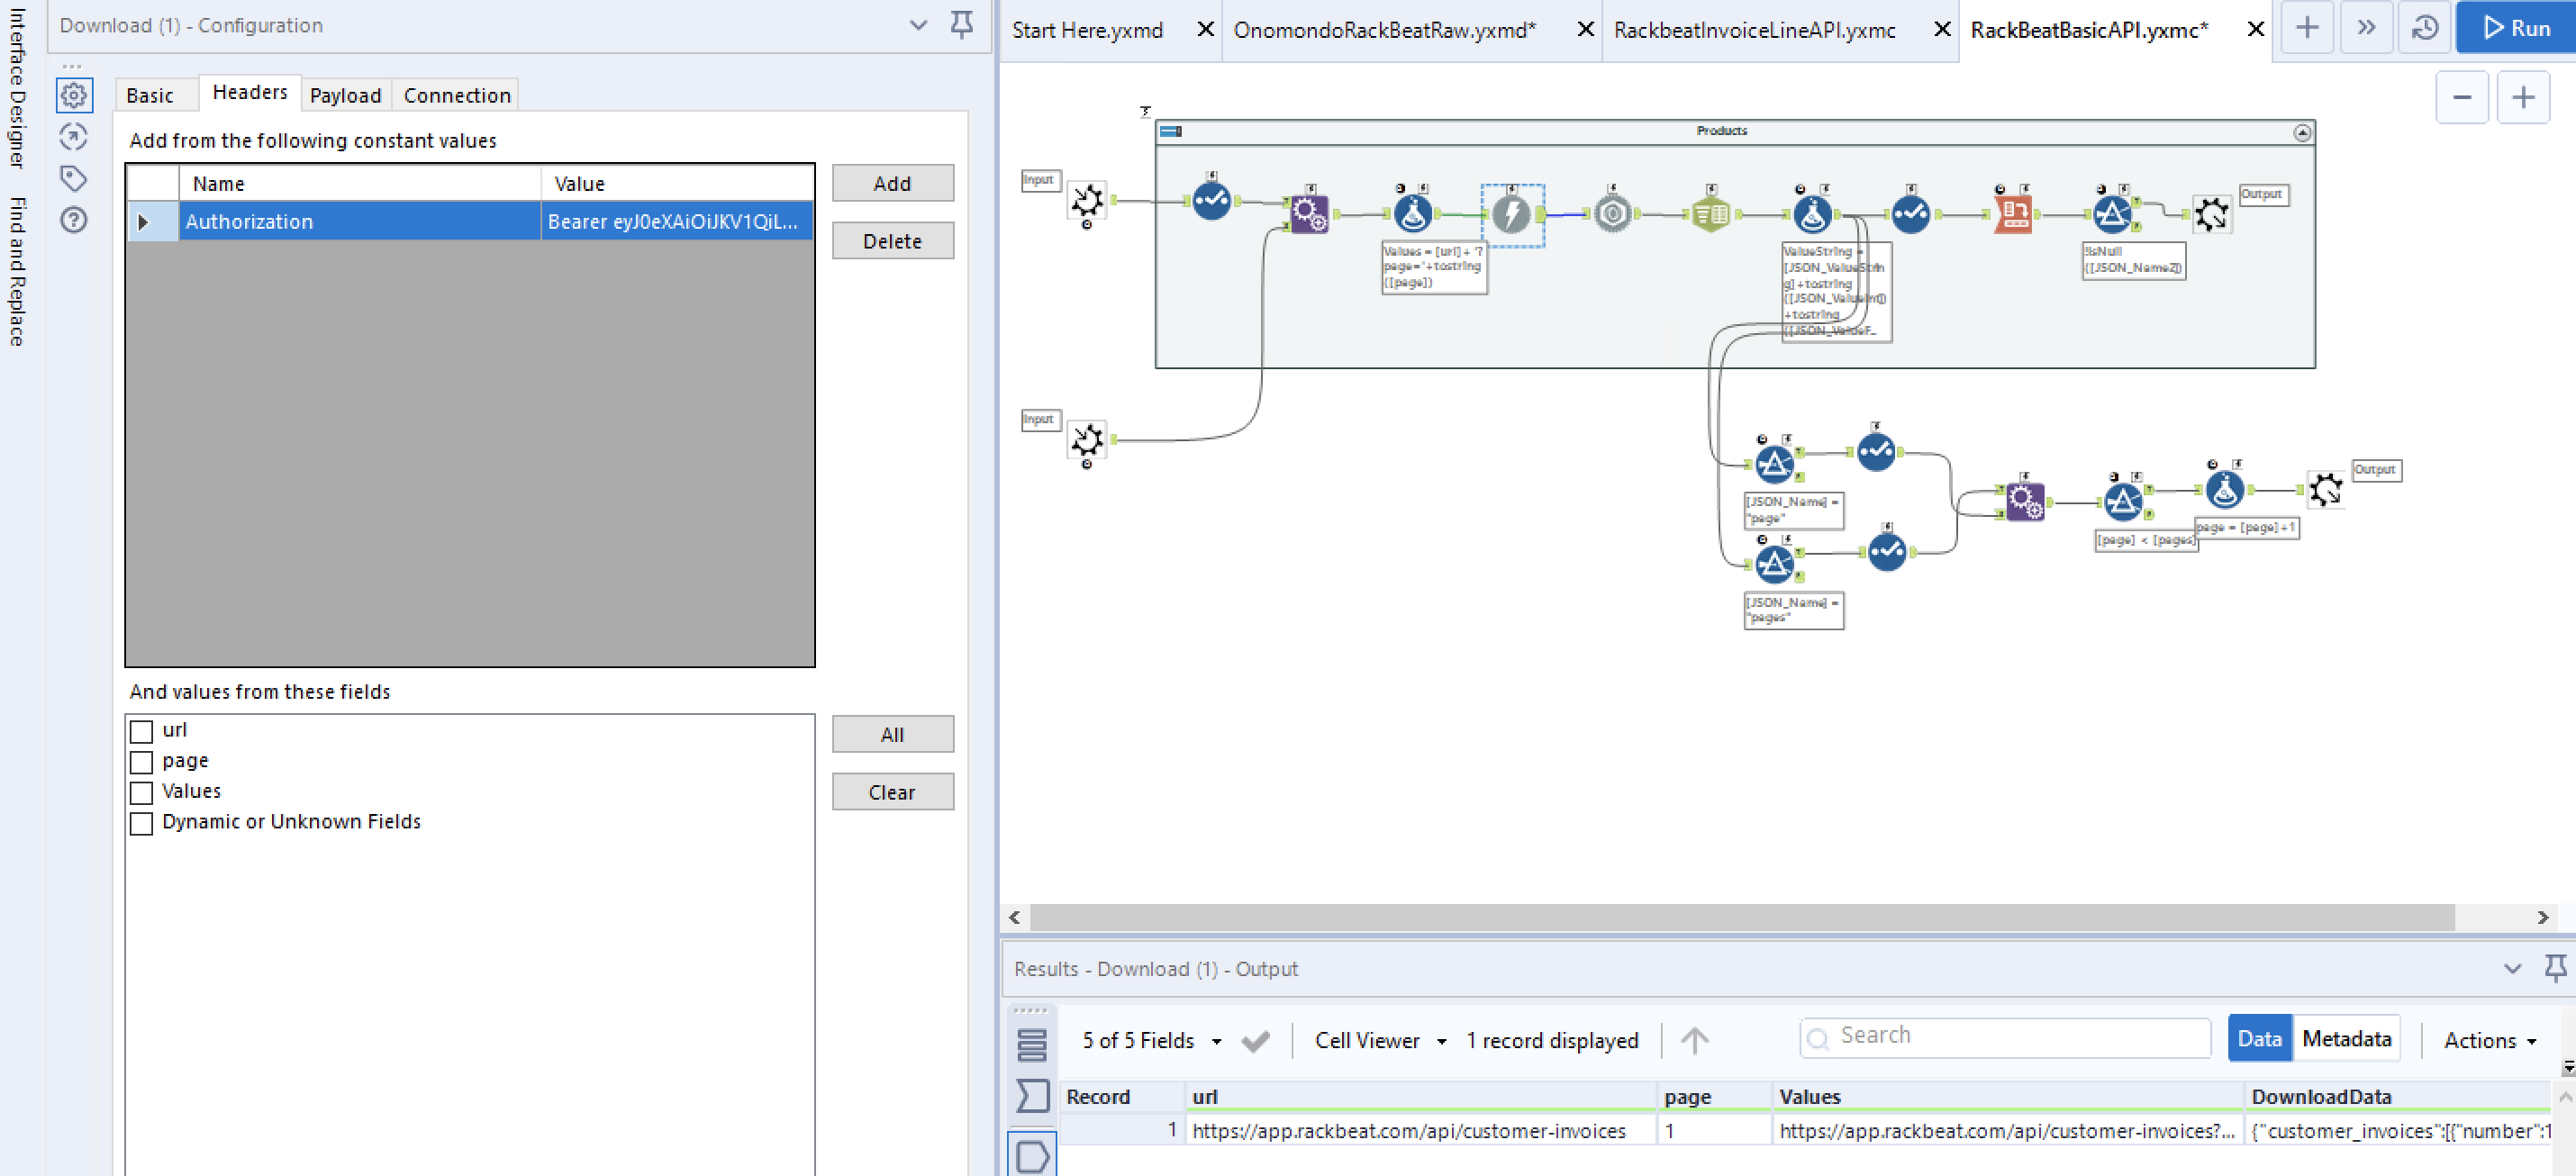 Interface Designer
Find and Replace
Download (1) - Configuration
Basic
Headers
Payload
Connection
Add from the following constant values
Name
Value
Authorization
Bearer eyJ0eXAiOiJKV1QiL...
Add
Delete
And values from these fields
url
page
Values
Dynamic or Unknown Fields
All
Clear
Start Here.yxmd
OnomondoRackBeatRaw.yxmd*
RackbeatInvoiceLineAPI.yxmc
RackBeatBasicAPI.yxmc*
Run
Products
Input
Output
Values = [url] + '?
page='+tostring
([page])
ValueString =
[JSON_ValueStrin
g]+tostring
([JSON_ValueInt])
+tostring
([JSON_ValueF...
!IsNull
([JSON_Name2])
Input
[JSON_Name] =
"page"
[JSON_Name] =
"pages"
[page] < [pages]
page = [page]+1
Output
Results - Download (1) - Output
5 of 5 Fields
Cell Viewer
1 record displayed
Search
Data
Metadata
Actions
Record url page Values DownloadData
1 https://app.rackbeat.com/api/customer-invoices 1 https://app.rackbeat.com/api/customer-invoices?... {"customer_invoices":[{"number":1